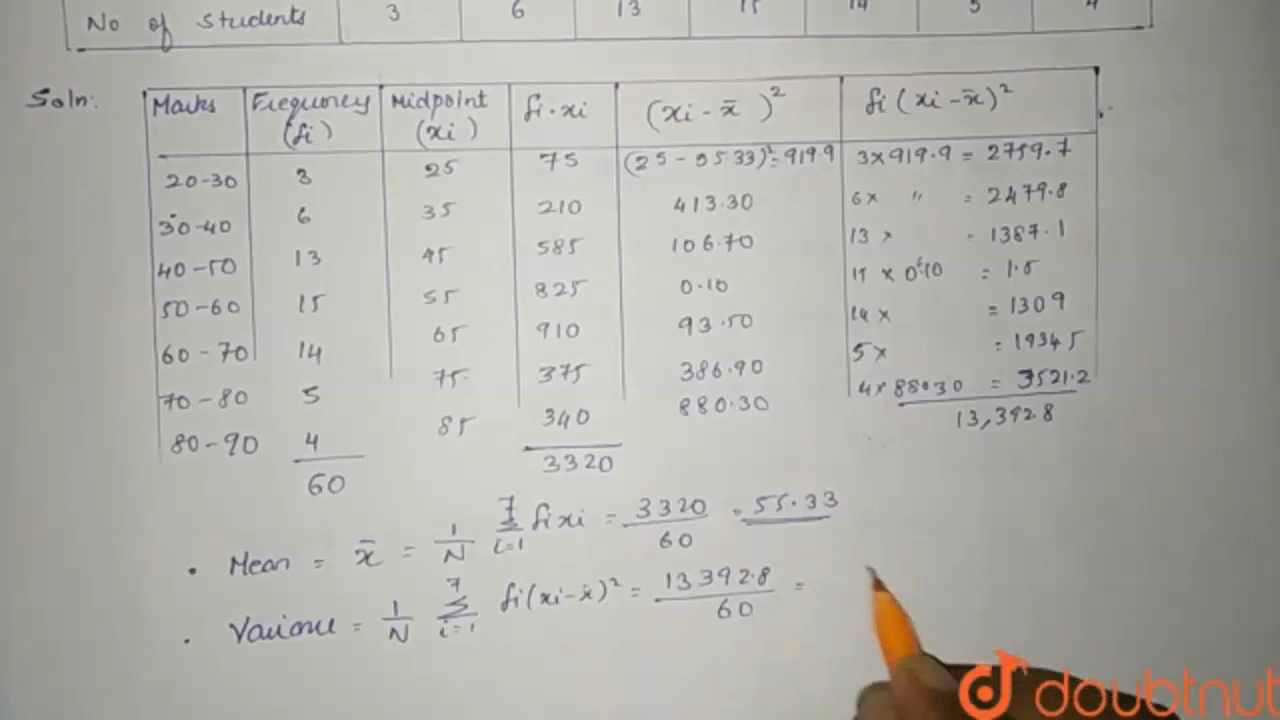 No of students 3 6 13 15 14 5 4
Soln:
Marks Frequency (fi) Midpoint (xi) fi·xi (xi - x̄)² fi (xi - x̄)²
20-30 3 25 75 (25 - 55.33)² = 919.9 3 × 919.9 = 2759.7
30-40 6 35 210 413.30 6 × " = 2479.8
40-50 13 45 585 106.70 13 × = 1387.1
50-60 15 55 825 0.10 15 × 0.10 = 1.5
60-70 14 65 910 93.50 14 × = 1309
70-80 5 75 375 386.90 5 × = 1934.5
80-90 4 85 340 880.30 4 × 880.30 = 3521.2
60 3320 13,392.8
· Mean = x̄ = 1/N Σ i=1 7 fixi = 3320/60 = 55.33
· Variance = 1/N Σ i=1 7 fi(xi - x̄)² = 13392.8/60 =
doubtnut